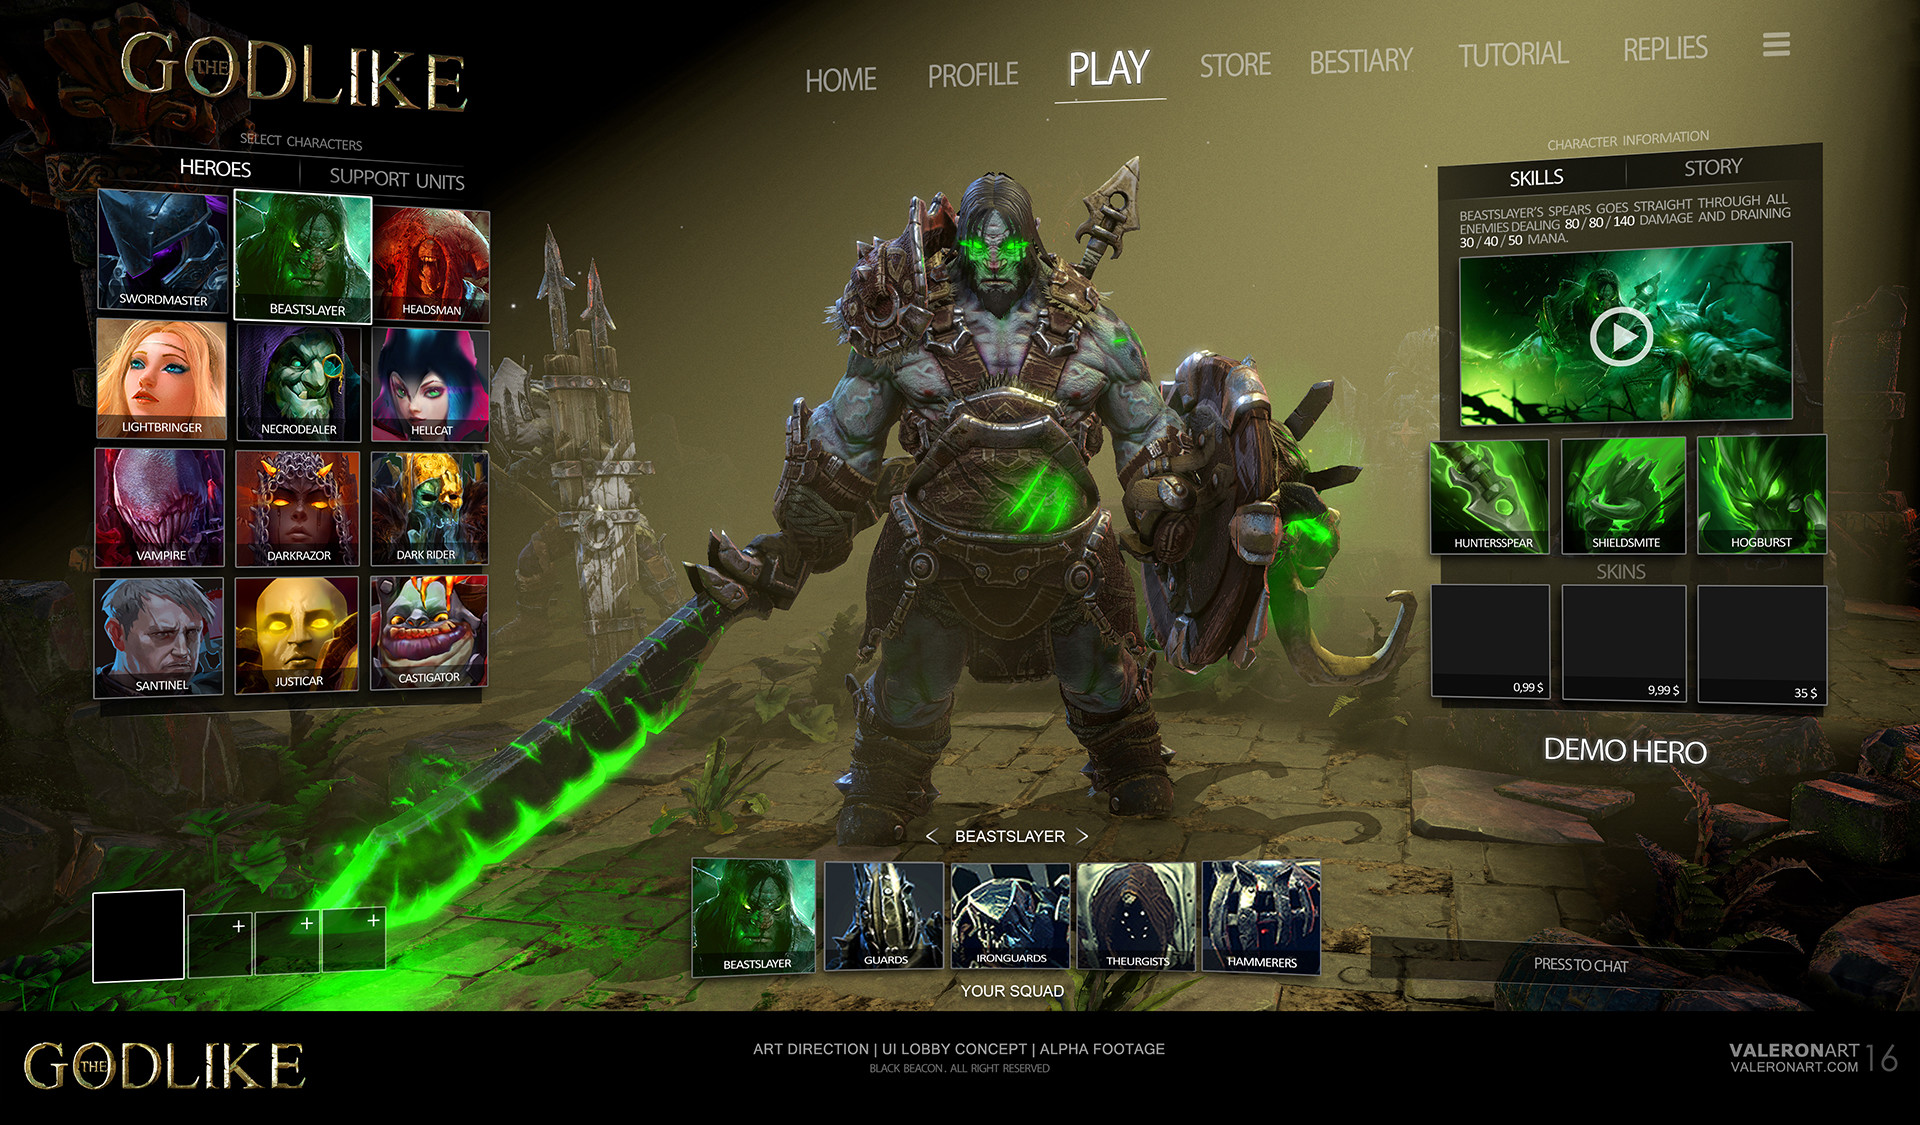 THE GODLIKE
HOME
PROFILE
PLAY
STORE
BESTIARY
TUTORIAL
REPLIES
SELECT CHARACTERS
HEROES
SUPPORT UNITS
SWORDMASTER
BEASTSLAYER
HEADSMAN
LIGHTBRINGER
NECRODEALER
HELLCAT
VAMPIRE
DARKRAZOR
DARK RIDER
SANTINEL
JUSTICAR
CASTIGATOR
CHARACTER INFORMATION
SKILLS
STORY
BEASTSLAYER'S SPEARS GOES STRAIGHT THROUGH ALL
ENEMIES DEALING 80/80/140 DAMAGE AND DRAINING
30/40/50 MANA.
HUNTERSSPEAR
SHIELDSMITE
HOGBURST
SKINS
0,99 $
9,99 $
35 $
DEMO HERO
< BEASTSLAYER >
BEASTSLAYER
GUARDS
IRONGUARDS
THEURGISTS
HAMMERERS
YOUR SQUAD
+
+
+
PRESS TO CHAT
THE GODLIKE
ART DIRECTION | UI LOBBY CONCEPT | ALPHA FOOTAGE
BLACK BEACON. ALL RIGHT RESERVED
VALERONART
VALERONART.COM
16